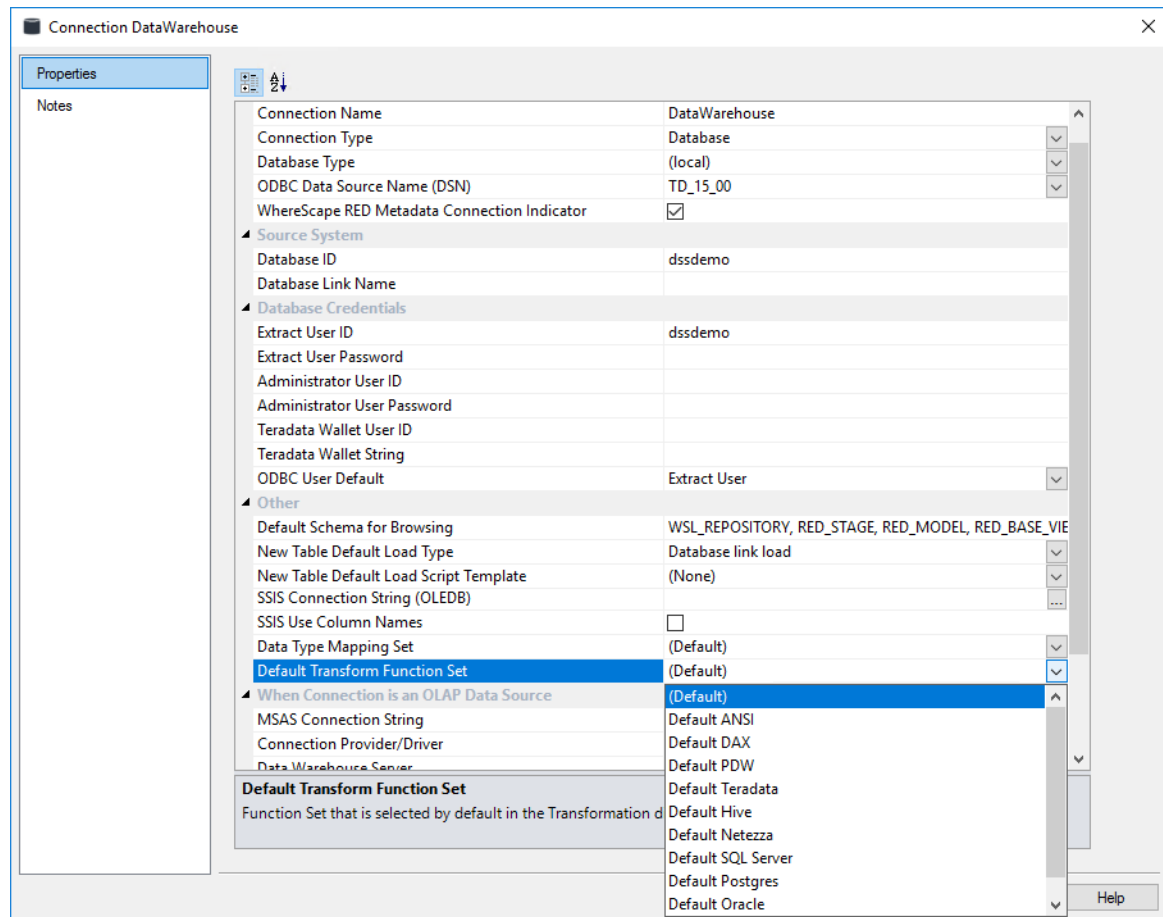 Connection DataWarehouse
Properties
Notes
Connection Name DataWarehouse
Connection Type Database
Database Type (local)
ODBC Data Source Name (DSN) TD_15_00
WhereScape RED Metadata Connection Indicator
Source System
Database ID dssdemo
Database Link Name
Database Credentials
Extract User ID dssdemo
Extract User Password
Administrator User ID
Administrator User Password
Teradata Wallet User ID
Teradata Wallet String
ODBC User Default Extract User
Other
Default Schema for Browsing WSL_REPOSITORY, RED_STAGE, RED_MODEL, RED_BASE_VIE
New Table Default Load Type Database link load
New Table Default Load Script Template (None)
SSIS Connection String (OLEDB) ...
SSIS Use Column Names
Data Type Mapping Set (Default)
Default Transform Function Set (Default)
When Connection is an OLAP Data Source (Default)
MSAS Connection String Default ANSI
Connection Provider/Driver Default DAX
Data Warehouse Server Default PDW
Default Transform Function Set Default Teradata
Function Set that is selected by default in the Transformation d Default Hive
Default Netezza
Default SQL Server
Default Postgres
Default Oracle
Help